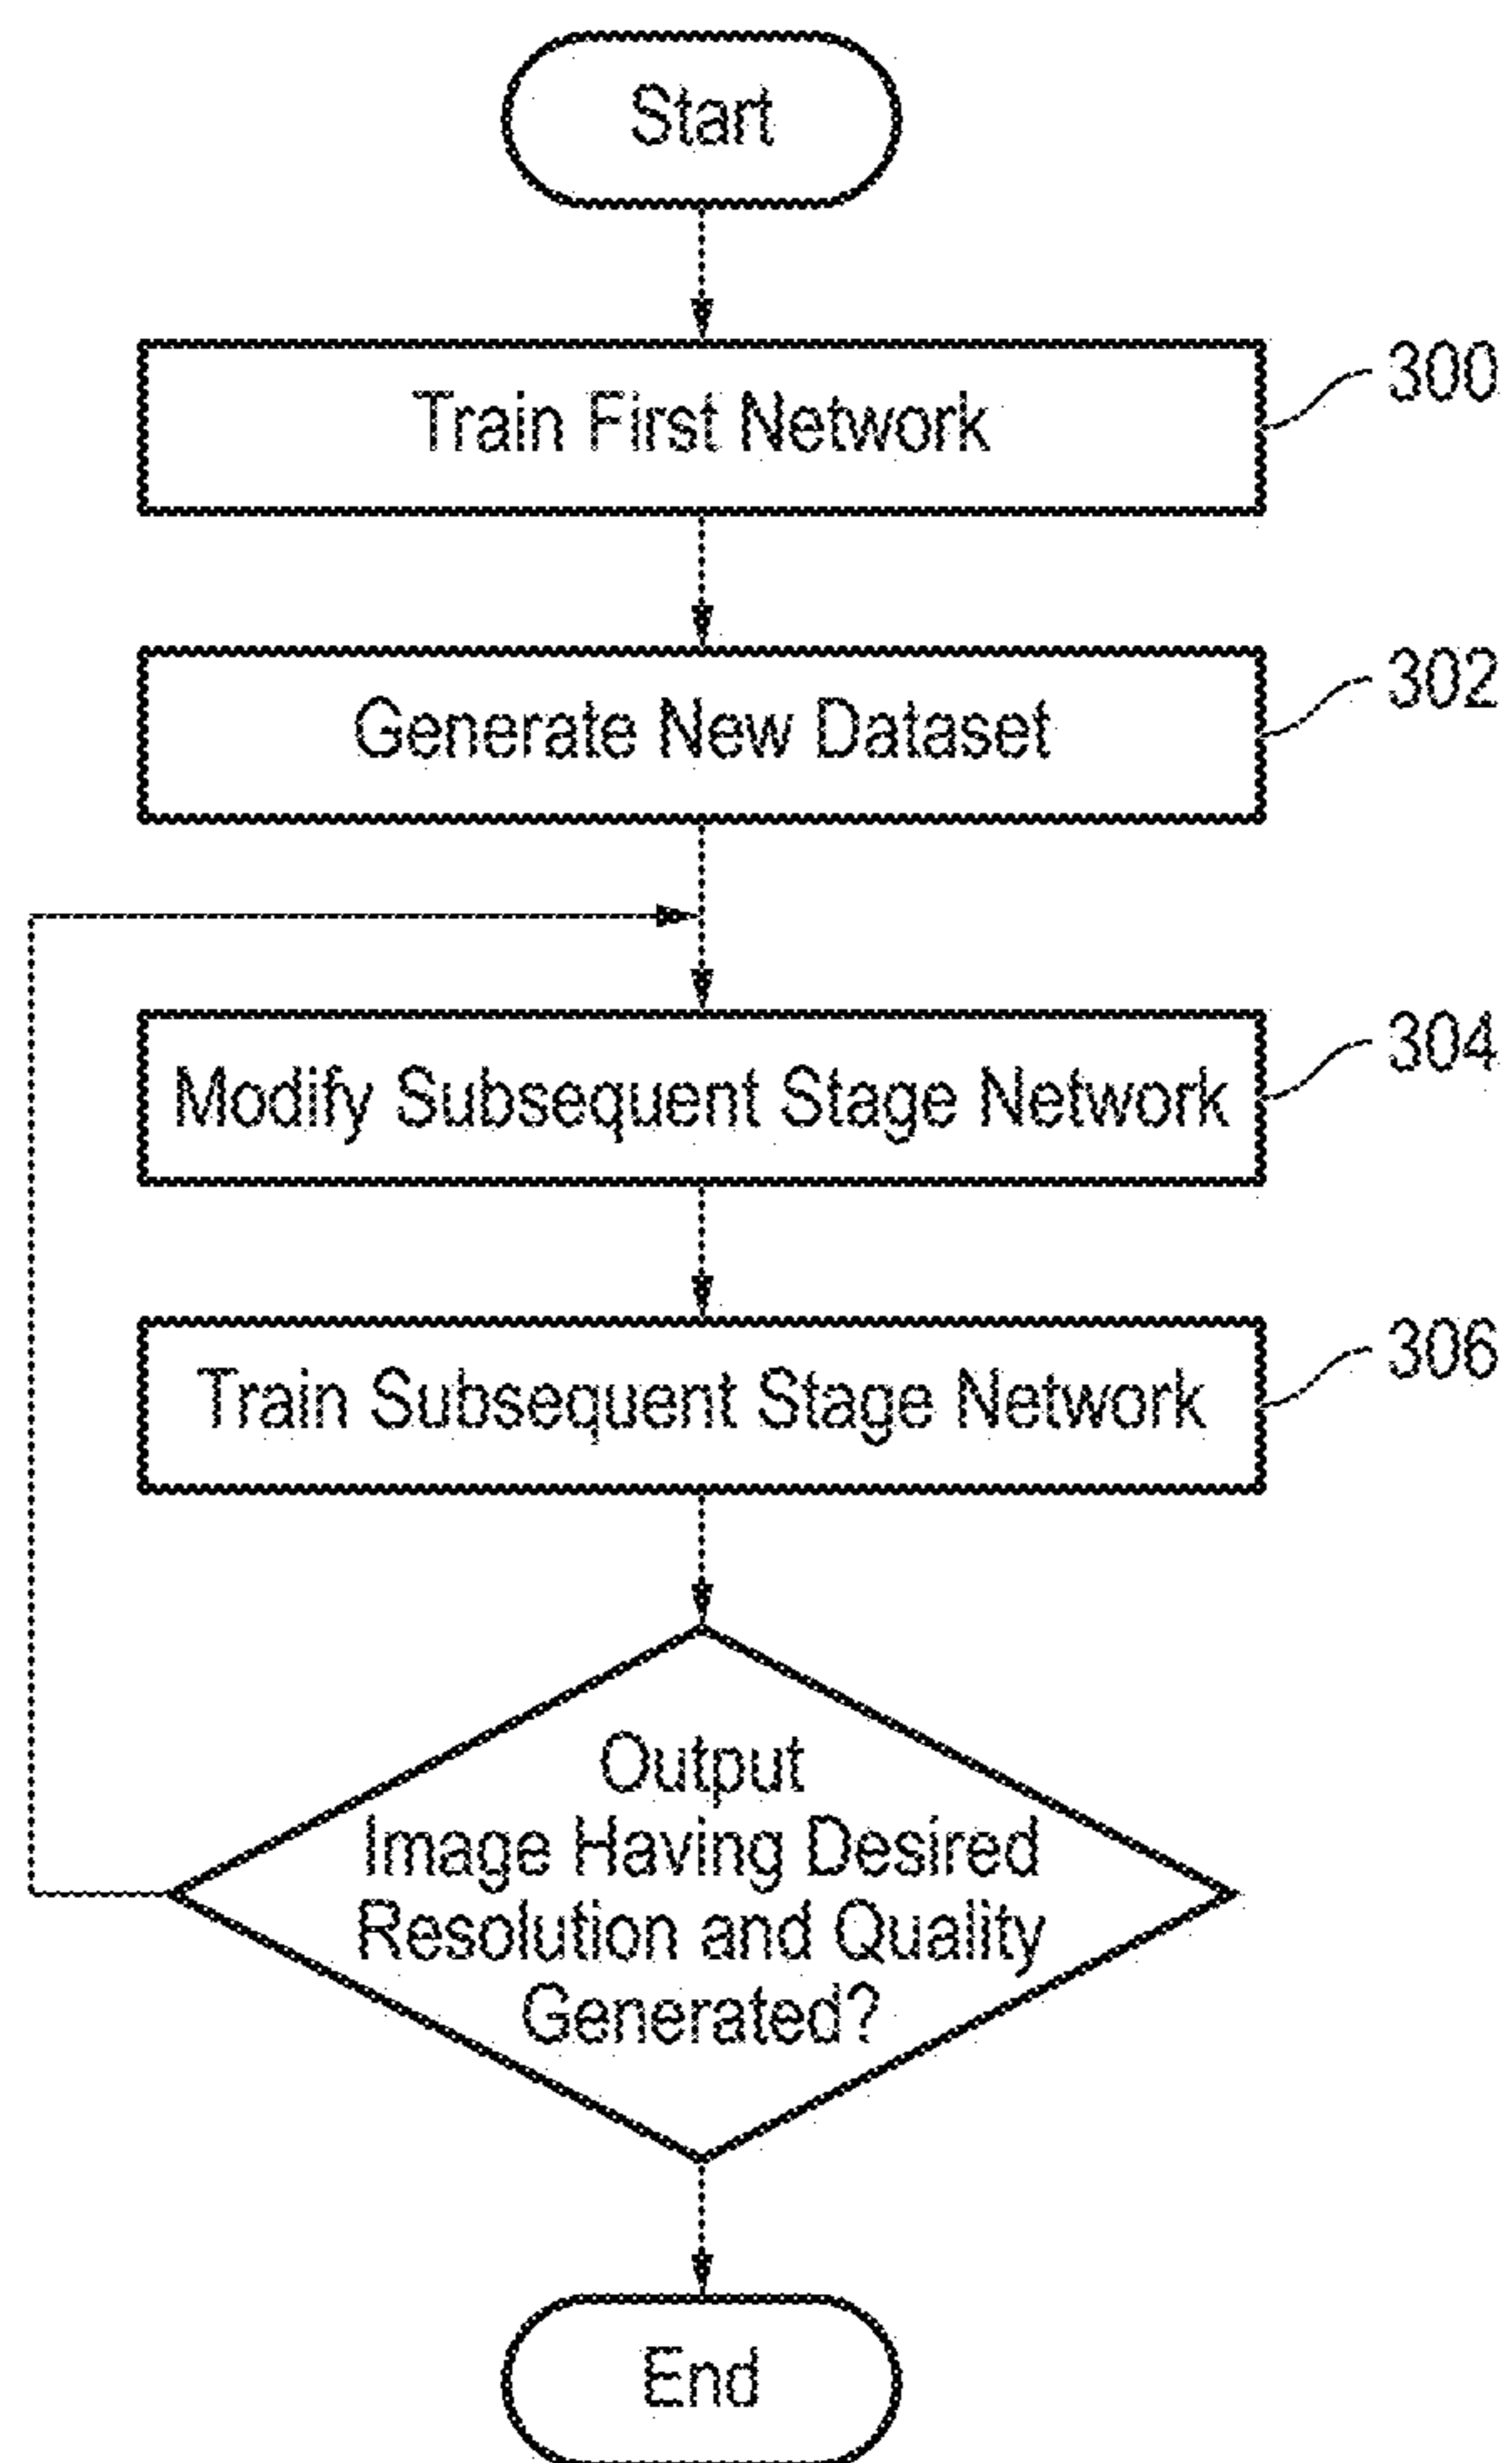 Start
Train First Network
300
Generate New Dataset
302
Modify Subsequent Stage Network
304
Train Subsequent Stage Network
306
Output
Image Having Desired
Resolution and Quality
Generated?
End